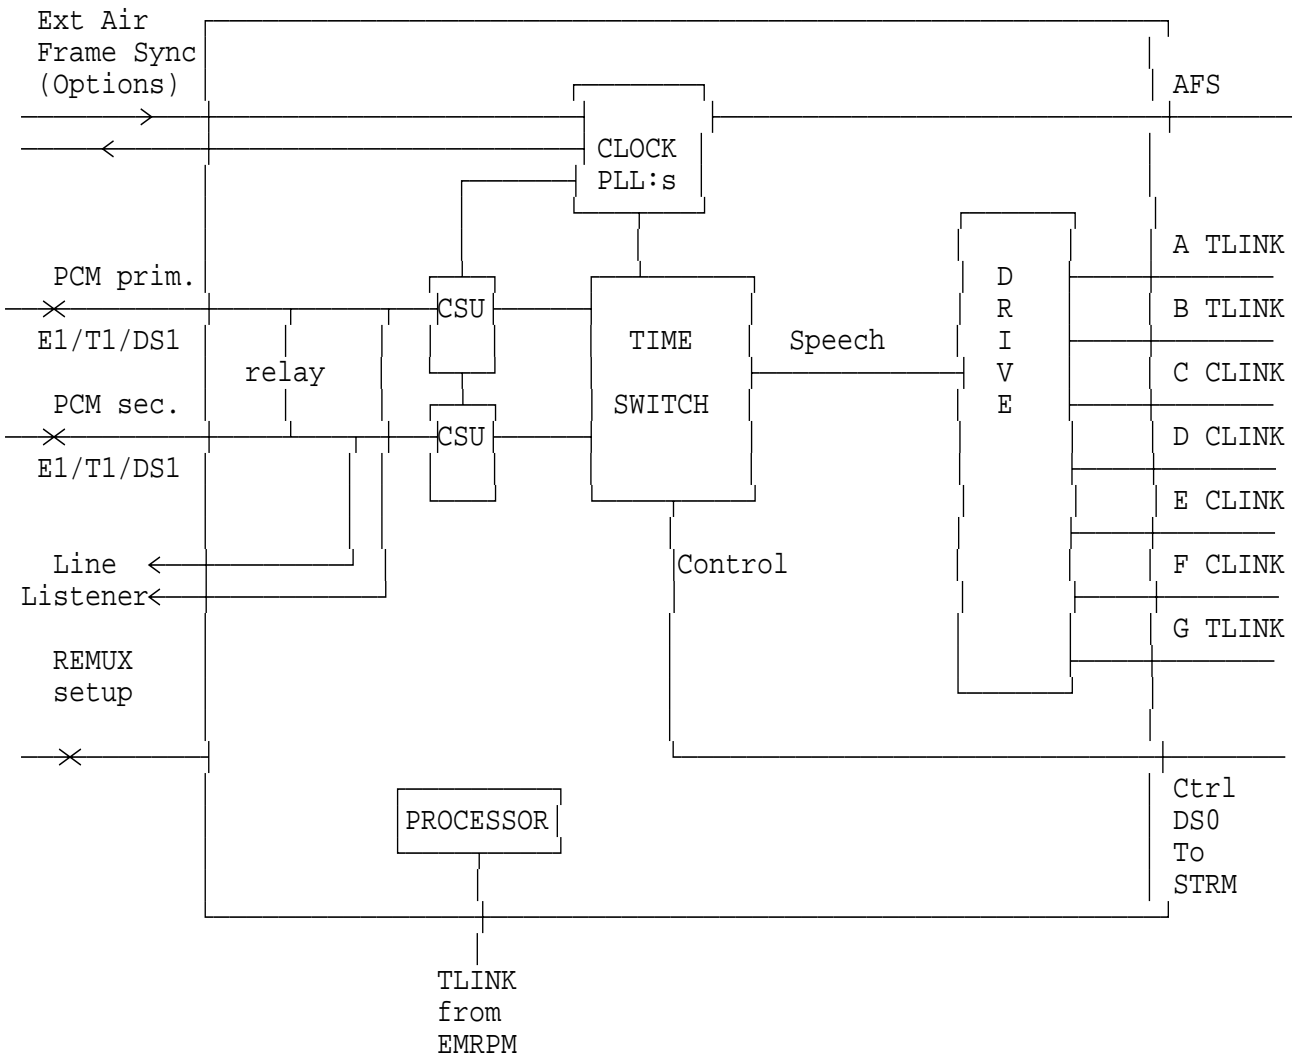 Ext Air
Frame Sync
(Options)
AFS
CLOCK
PLL:s
A TLINK
PCM prim.
D
CSU
R
B TLINK
E1/T1/DS1
TIME
Speech
I
relay
V
C CLINK
PCM sec.
SWITCH
E
CSU
D CLINK
E1/T1/DS1
E CLINK
Line
Control
F CLINK
Listener
G TLINK
REMUX
setup
Ctrl
PROCESSOR
DS0
To
STRM
TLINK
from
EMRPM